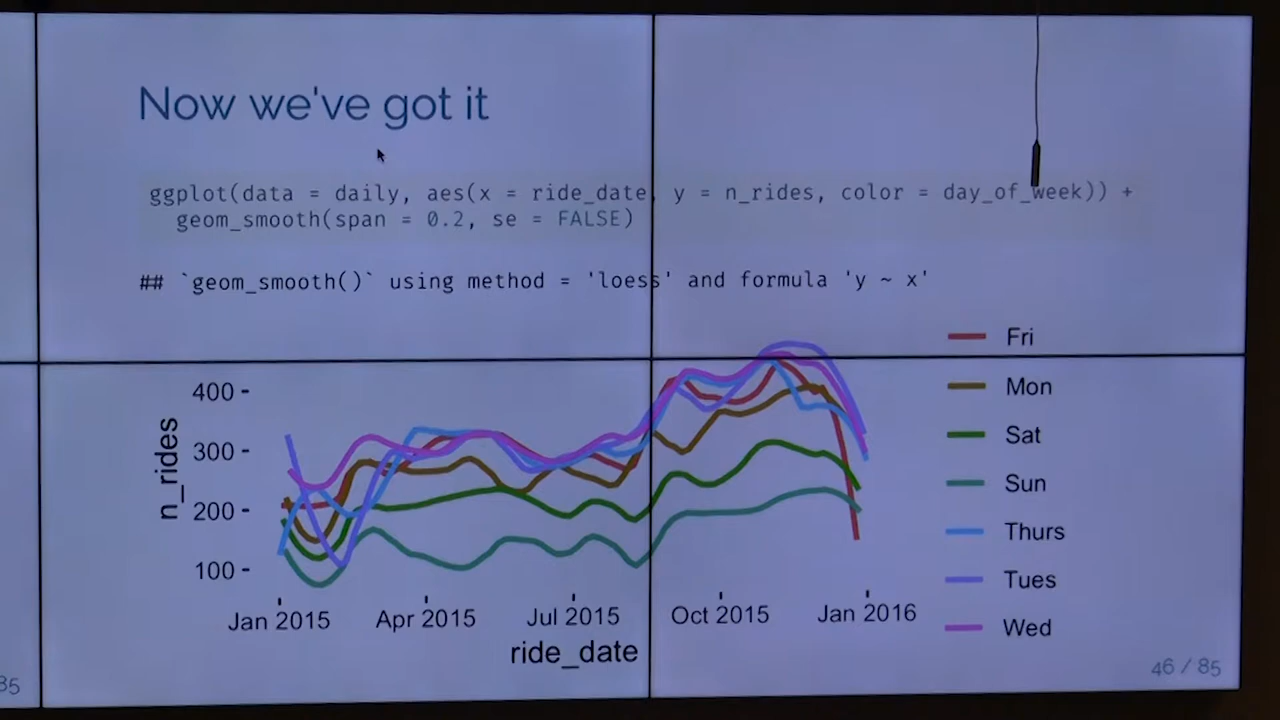 Now we've got it
ggplot(data = daily, aes(x = ride_date, y = n_rides, color = day_of_week)) +
geom_smooth(span = 0.2, se = FALSE)
## `geom_smooth()` using method = 'loess' and formula 'y ~ x'
n_rides
400
300
200
100
Jan 2015
Apr 2015
Jul 2015
Oct 2015
Jan 2016
ride_date
Fri
Mon
Sat
Sun
Thurs
Tues
Wed
46 / 85
85